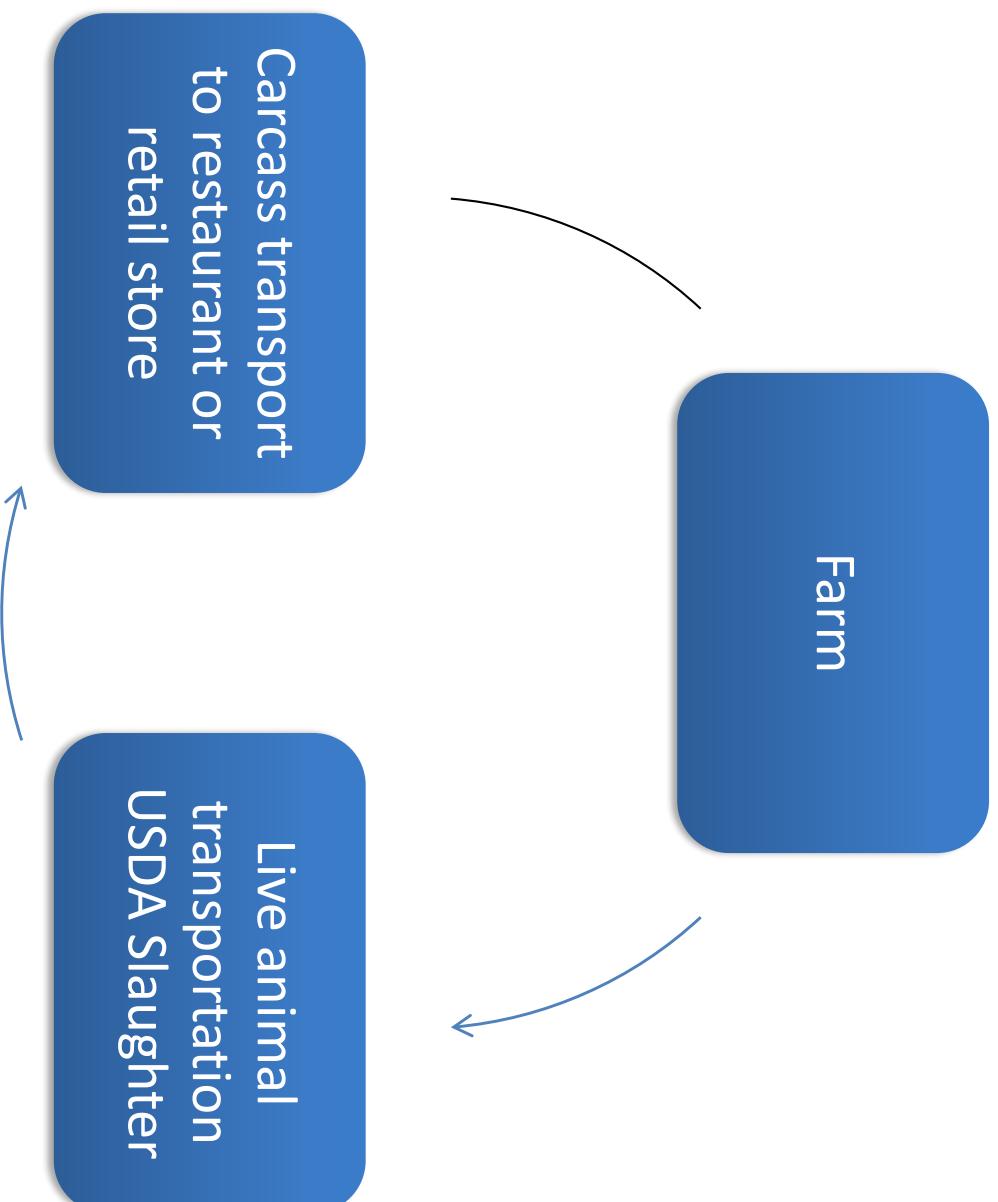 Farm
Live animal
transportation
USDA Slaughter
Carcass transport
to restaurant or
retail store